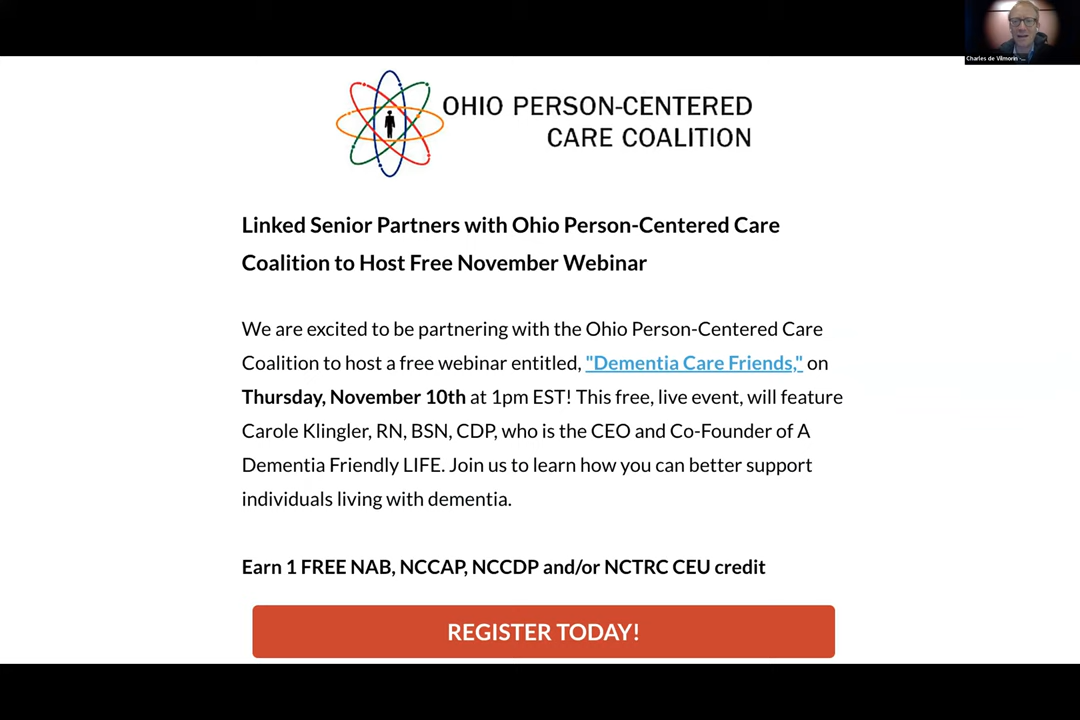 Charles de Vilmorin -...
OHIO PERSON-CENTERED
CARE COALITION
Linked Senior Partners with Ohio Person-Centered Care
Coalition to Host Free November Webinar
We are excited to be partnering with the Ohio Person-Centered Care
Coalition to host a free webinar entitled, "Dementia Care Friends," on
Thursday, November 10th at 1pm EST! This free, live event, will feature
Carole Klingler, RN, BSN, CDP, who is the CEO and Co-Founder of A
Dementia Friendly LIFE. Join us to learn how you can better support
individuals living with dementia.
Earn 1 FREE NAB, NCCAP, NCCDP and/or NCTRC CEU credit
REGISTER TODAY!